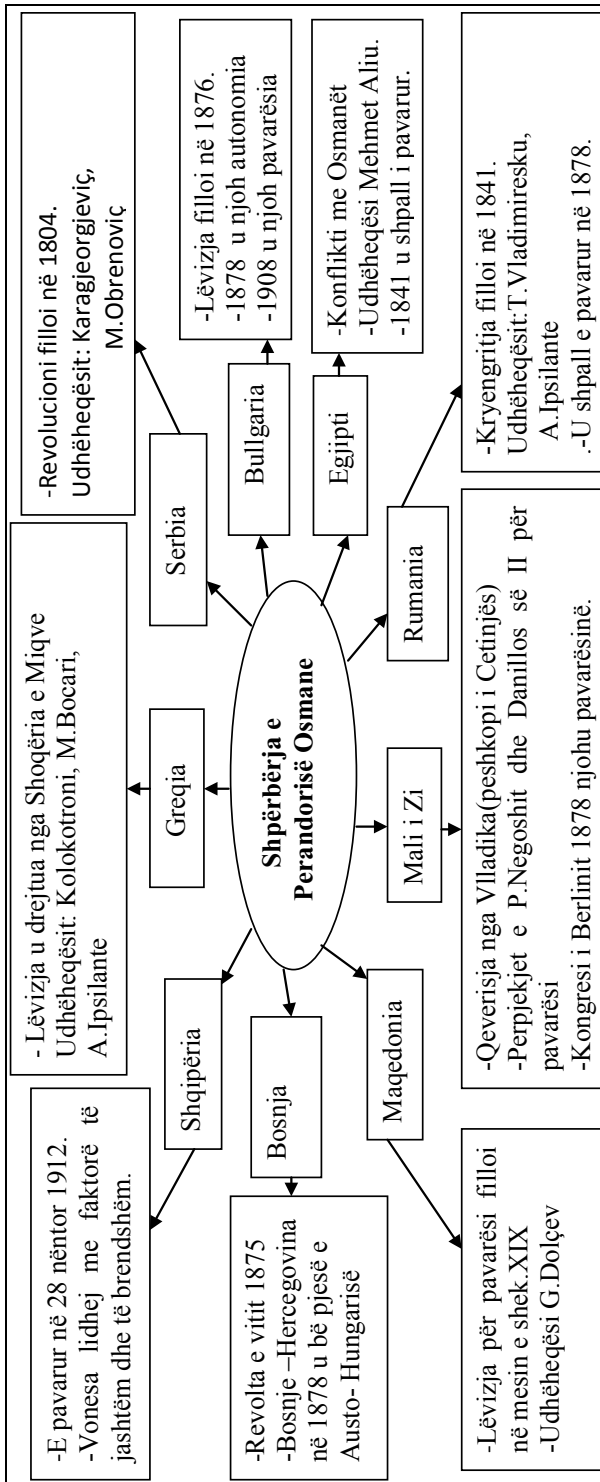 -E pavarur në 28 nëntor 1912.
-Vonesa lidhej me faktorë të
jashtëm dhe të brendshëm.
- Lëvizja u drejtua nga Shoqëria e Miqve
Udhëheqësit: Kolokotroni, M.Bocari,
A.Ipsilante
-Revolucioni filloi në 1804.
Udhëheqësit: Karagjeorgjeviç,
M.Obrenoviç
Shqipëria
Greqia
Serbia
-Lëvizja filloi në 1876.
-1878 u njoh autonomia
-1908 u njoh pavarësia
Bullgaria
Bosnja
-Revolta e vitit 1875
-Bosnje –Hercegovina
në 1878 u bë pjesë e
Austo- Hungarisë
Shpërbërja e
Perandorisë Osmane
Egjipti
-Konflikti me Osmanët
-Udhëheqësi Mehmet Aliu.
-1841 u shpall i pavarur.
Maqedonia
Mali i Zi
Rumania
-Lëvizja për pavarësi filloi
në mesin e shek.XIX
-Udhëheqësi G.Dolçev
-Qeverisja nga Vlladika(peshkopi i Cetinjës)
-Perpjekjet e P.Negoshit dhe Danillos së II për
pavarësi
-Kongresi i Berlinit 1878 njohu pavarësinë.
-Kryengritja filloi në 1841.
Udhëheqësit:T.Vladimiresku,
A.Ipsilante
.-U shpall e pavarur në 1878.